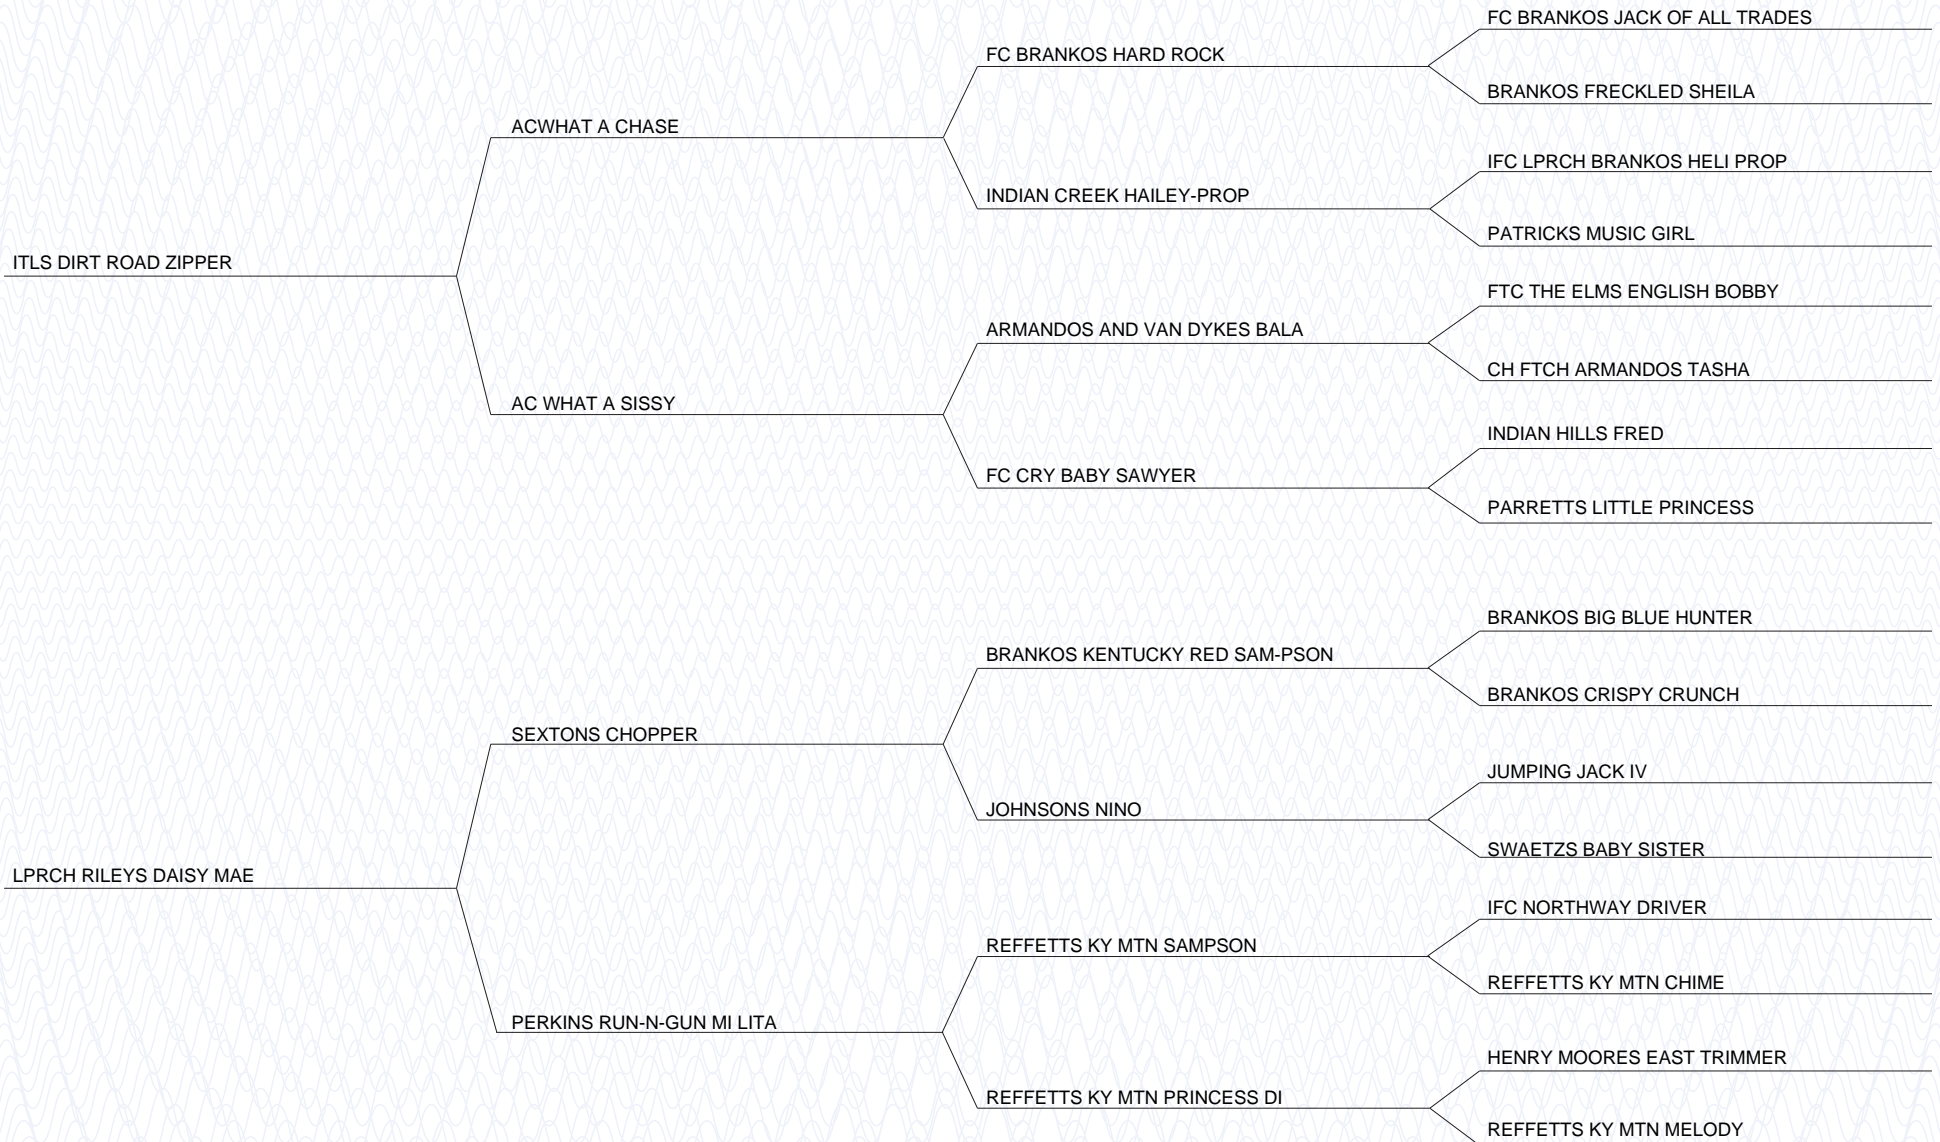 FC BRANKOS JACK OF ALL TRADES
FC BRANKOS HARD ROCK
BRANKOS FRECKLED SHEILA
ACWHAT A CHASE
IFC LPRCH BRANKOS HELI PROP
INDIAN CREEK HAILEY-PROP
PATRICKS MUSIC GIRL
ITLS DIRT ROAD ZIPPER
FTC THE ELMS ENGLISH BOBBY
ARMANDOS AND VAN DYKES BALA
CH FTCH ARMANDOS TASHA
AC WHAT A SISSY
INDIAN HILLS FRED
FC CRY BABY SAWYER
PARRETTS LITTLE PRINCESS
BRANKOS BIG BLUE HUNTER
BRANKOS KENTUCKY RED SAM-PSON
BRANKOS CRISPY CRUNCH
SEXTONS CHOPPER
JUMPING JACK IV
JOHNSONS NINO
SWAETZS BABY SISTER
LPRCH RILEYS DAISY MAE
IFC NORTHWAY DRIVER
REFFETTS KY MTN SAMPSON
REFFETTS KY MTN CHIME
PERKINS RUN-N-GUN MI LITA
HENRY MOORES EAST TRIMMER
REFFETTS KY MTN PRINCESS DI
REFFETTS KY MTN MELODY